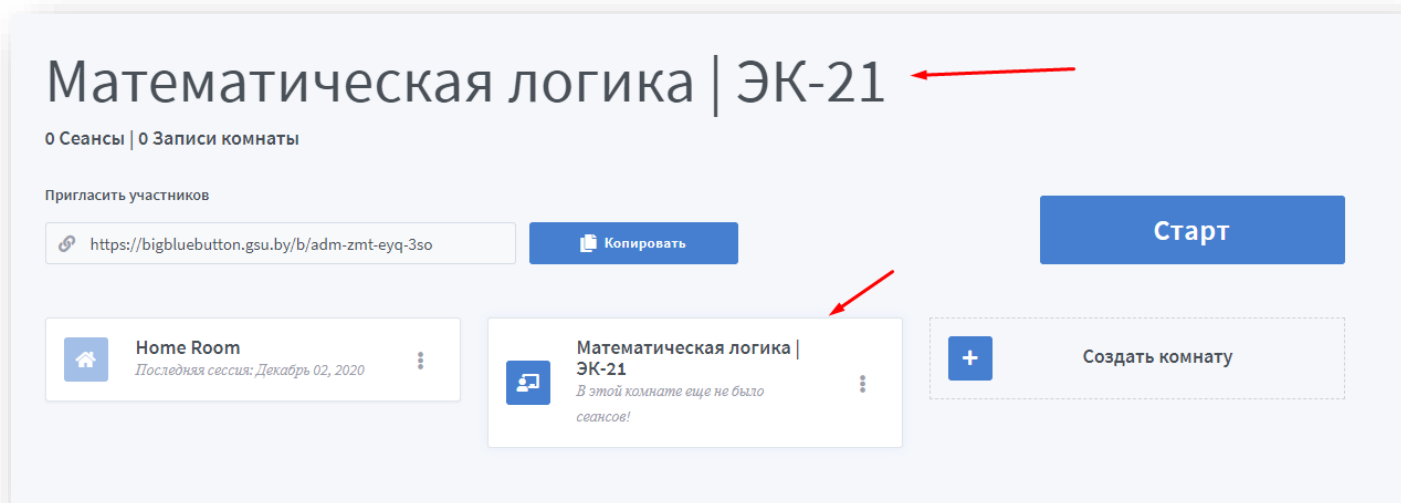 Математическая логика | ЭК-21
0 Сеансы | 0 Записи комнаты
Пригласить участников
https://bigbluebutton.gsu.by/b/adm-zmt-eyq-3so
Копировать
Старт
Home Room
Последняя сессия: Декабрь 02, 2020
Математическая логика |
ЭК-21
В этой комнате еще не было
сеансов!
Создать комнату